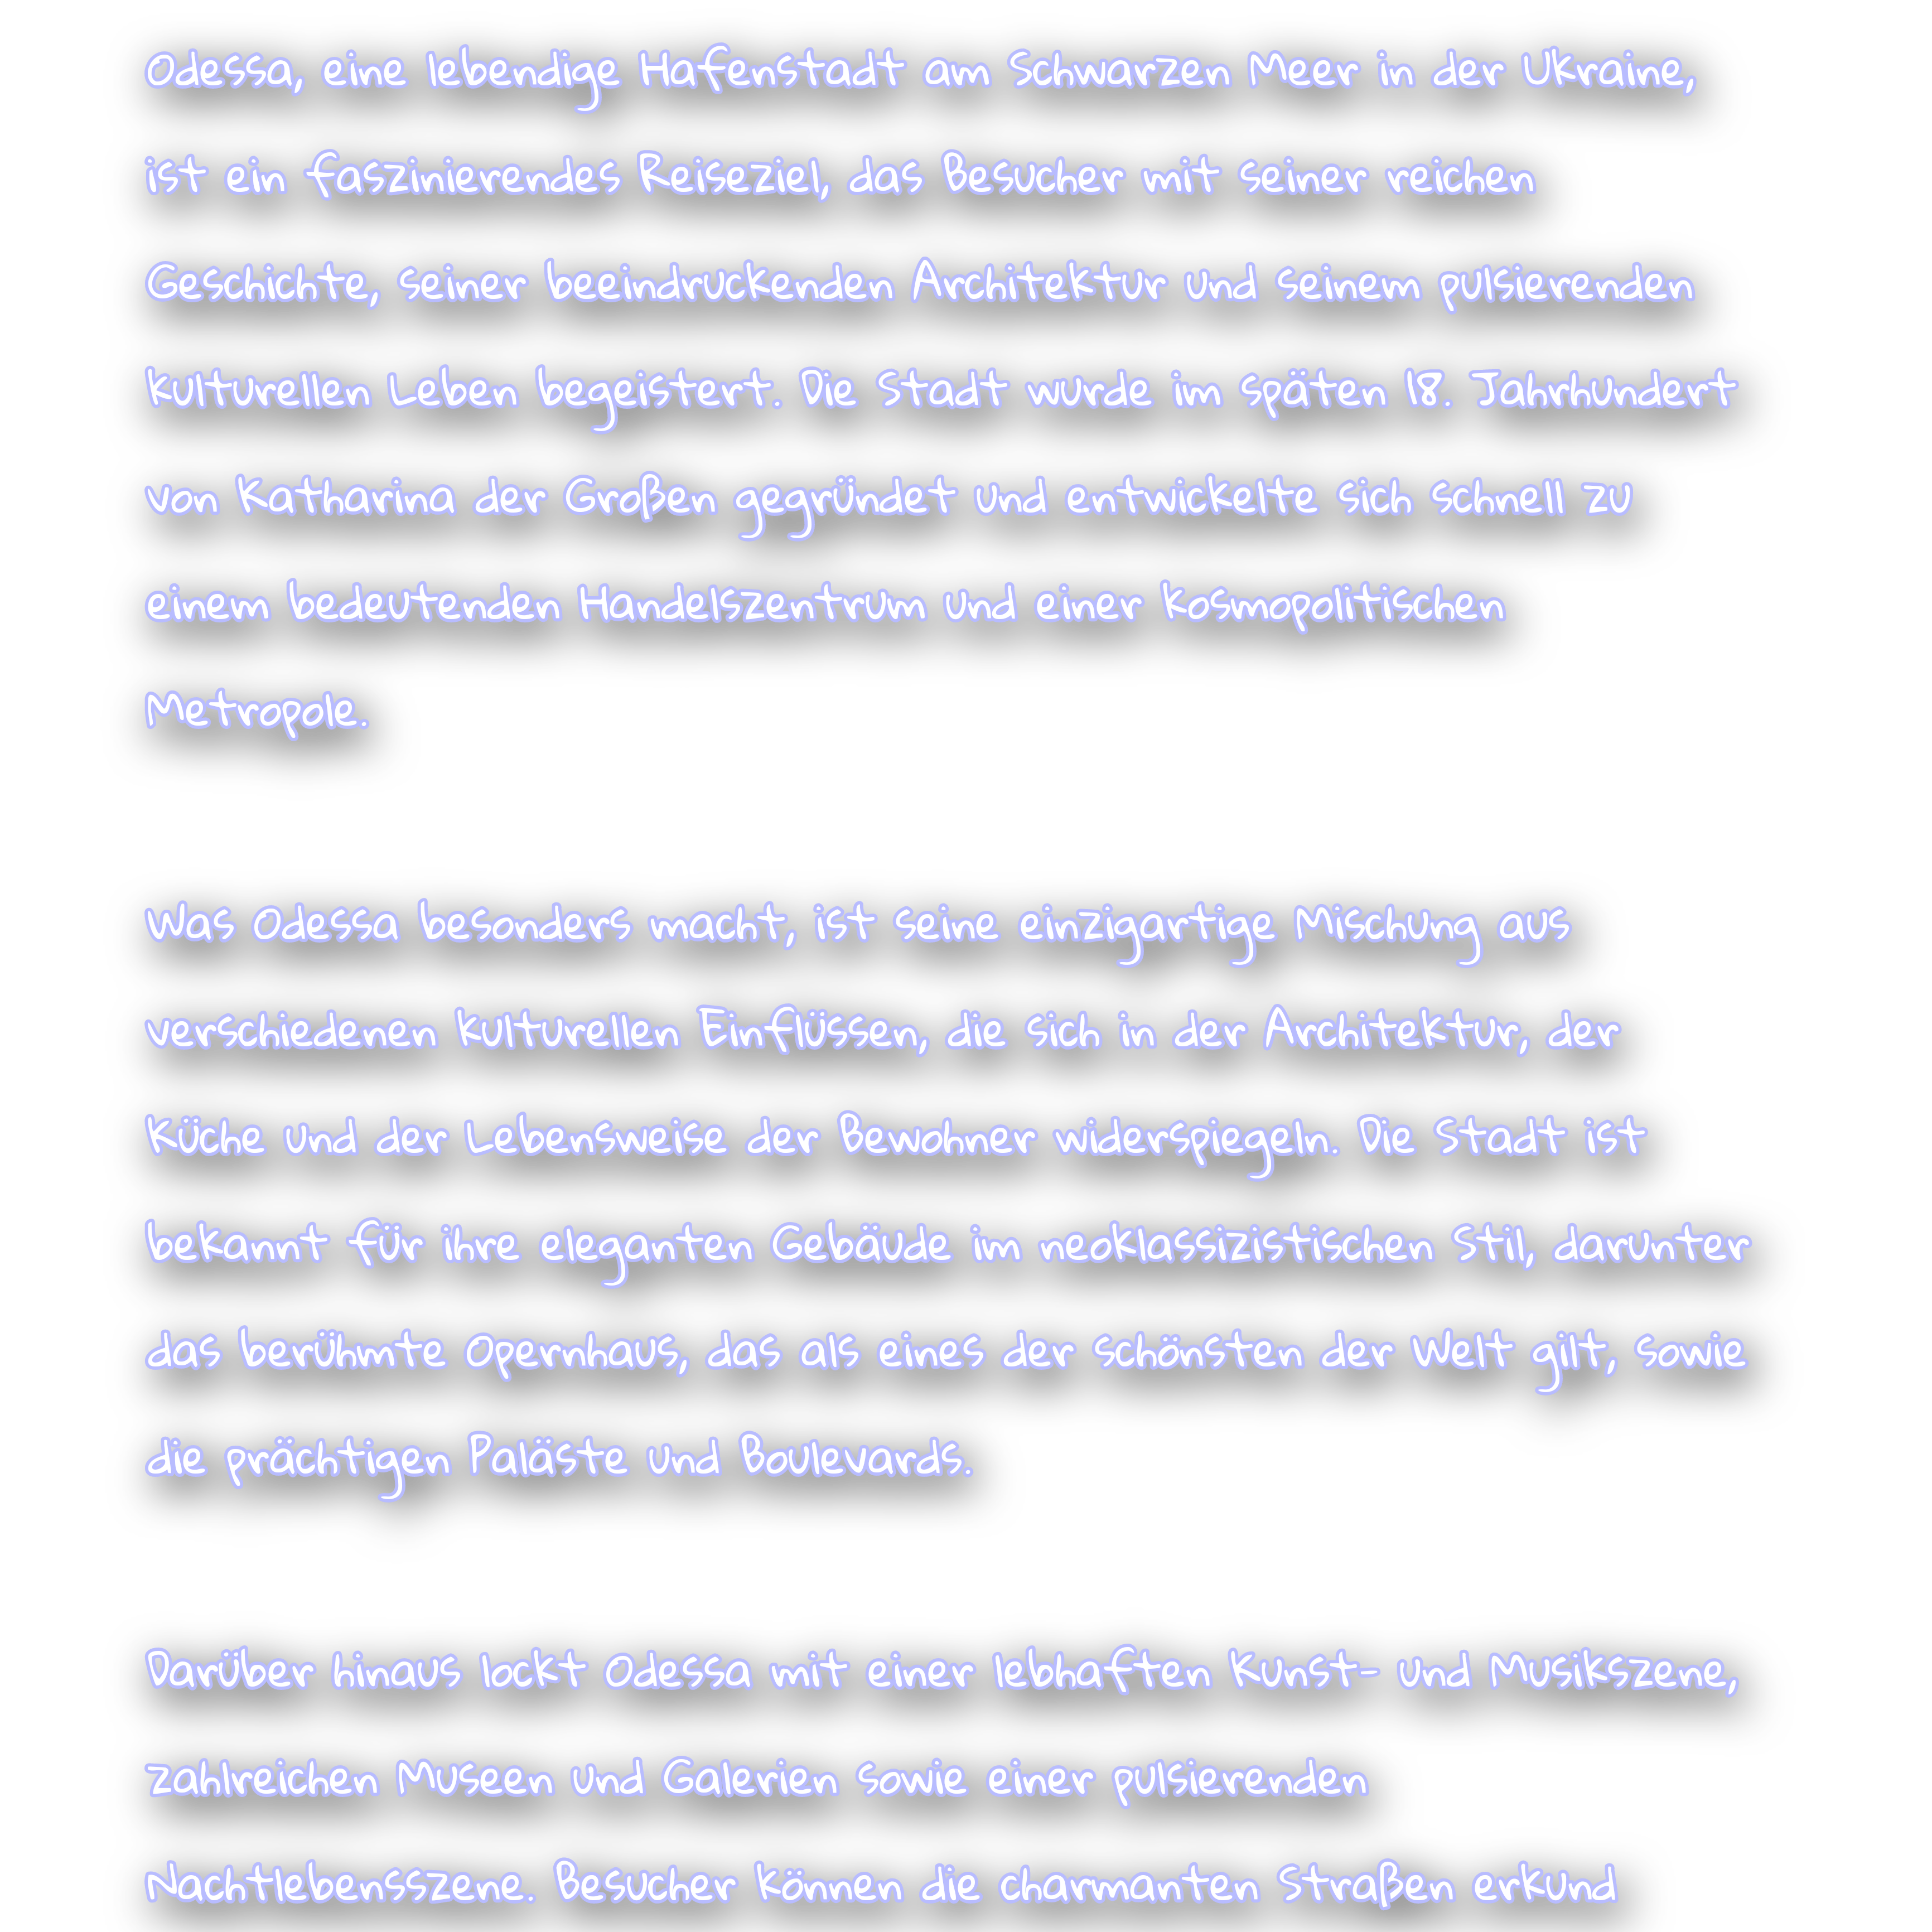 Odessa, eine lebendige Hafenstadt am Schwarzen Meer in der Ukraine,
ist ein faszinierendes Reiseziel, das Besucher mit seiner reichen
Geschichte, seiner beeindruckenden Architektur und seinem pulsierenden
kulturellen Leben begeistert. Die Stadt wurde im späten 18. Jahrhundert
von Katharina der Großen gegründet und entwickelte sich schnell zu
einem bedeutenden Handelszentrum und einer kosmopolitischen
Metropole.
Was Odessa besonders macht, ist seine einzigartige Mischung aus
verschiedenen kulturellen Einflüssen, die sich in der Architektur, der
Küche und der Lebensweise der Bewohner widerspiegeln. Die Stadt ist
bekannt für ihre eleganten Gebäude im neoklassizistischen Stil, darunter
das berühmte Opernhaus, das als eines der schönsten der Welt gilt, sowie
die prächtigen Paläste und Boulevards.
Darüber hinaus lockt Odessa mit einer lebhaften Kunst- und Musikszene,
zahlreichen Museen und Galerien sowie einer pulsierenden
Nachtlebensszene. Besucher können die charmanten Straßen erkund